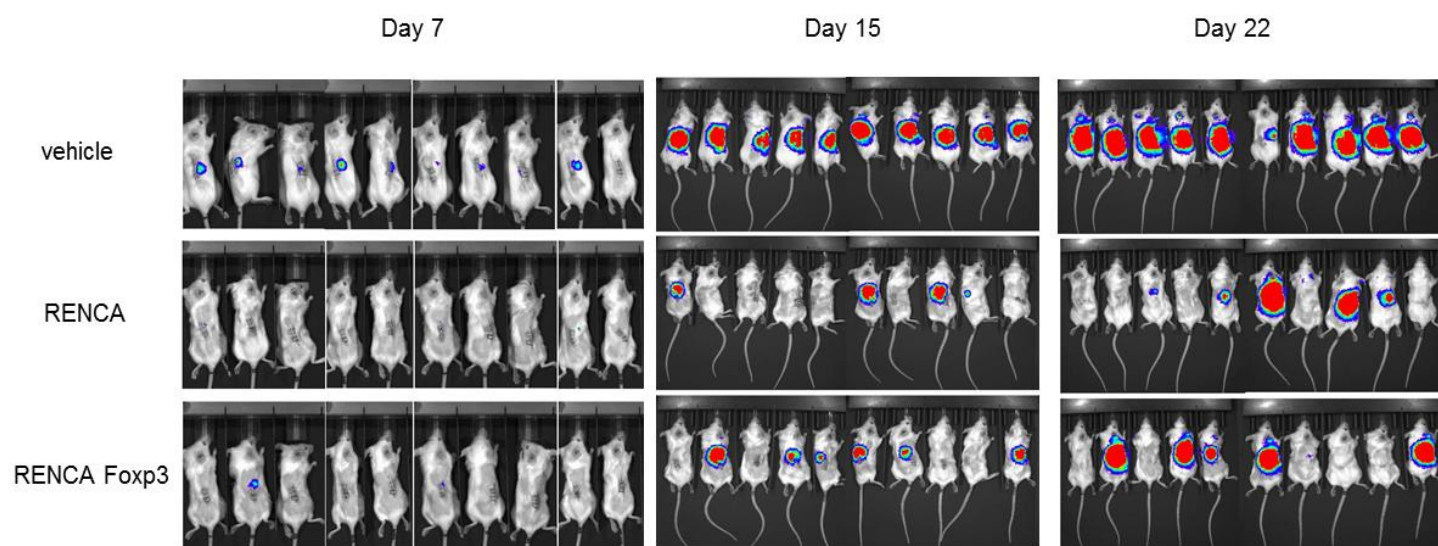 Day 7
Day 15
Day 22
vehicle
RENCA
RENCA Foxp3